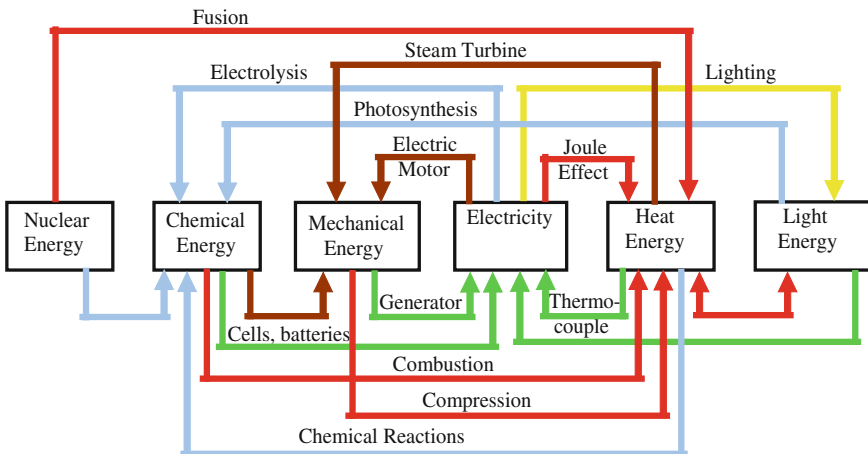 Fusion
Steam Turbine
Electrolysis
Lighting
Photosynthesis
Electric
Motor
Joule
Effect
Nuclear
Energy
Chemical
Energy
Mechanical
Energy
Electricity
Heat
Energy
Light
Energy
Generator
Thermo-
couple
Cells, batteries
Combustion
Compression
Chemical Reactions